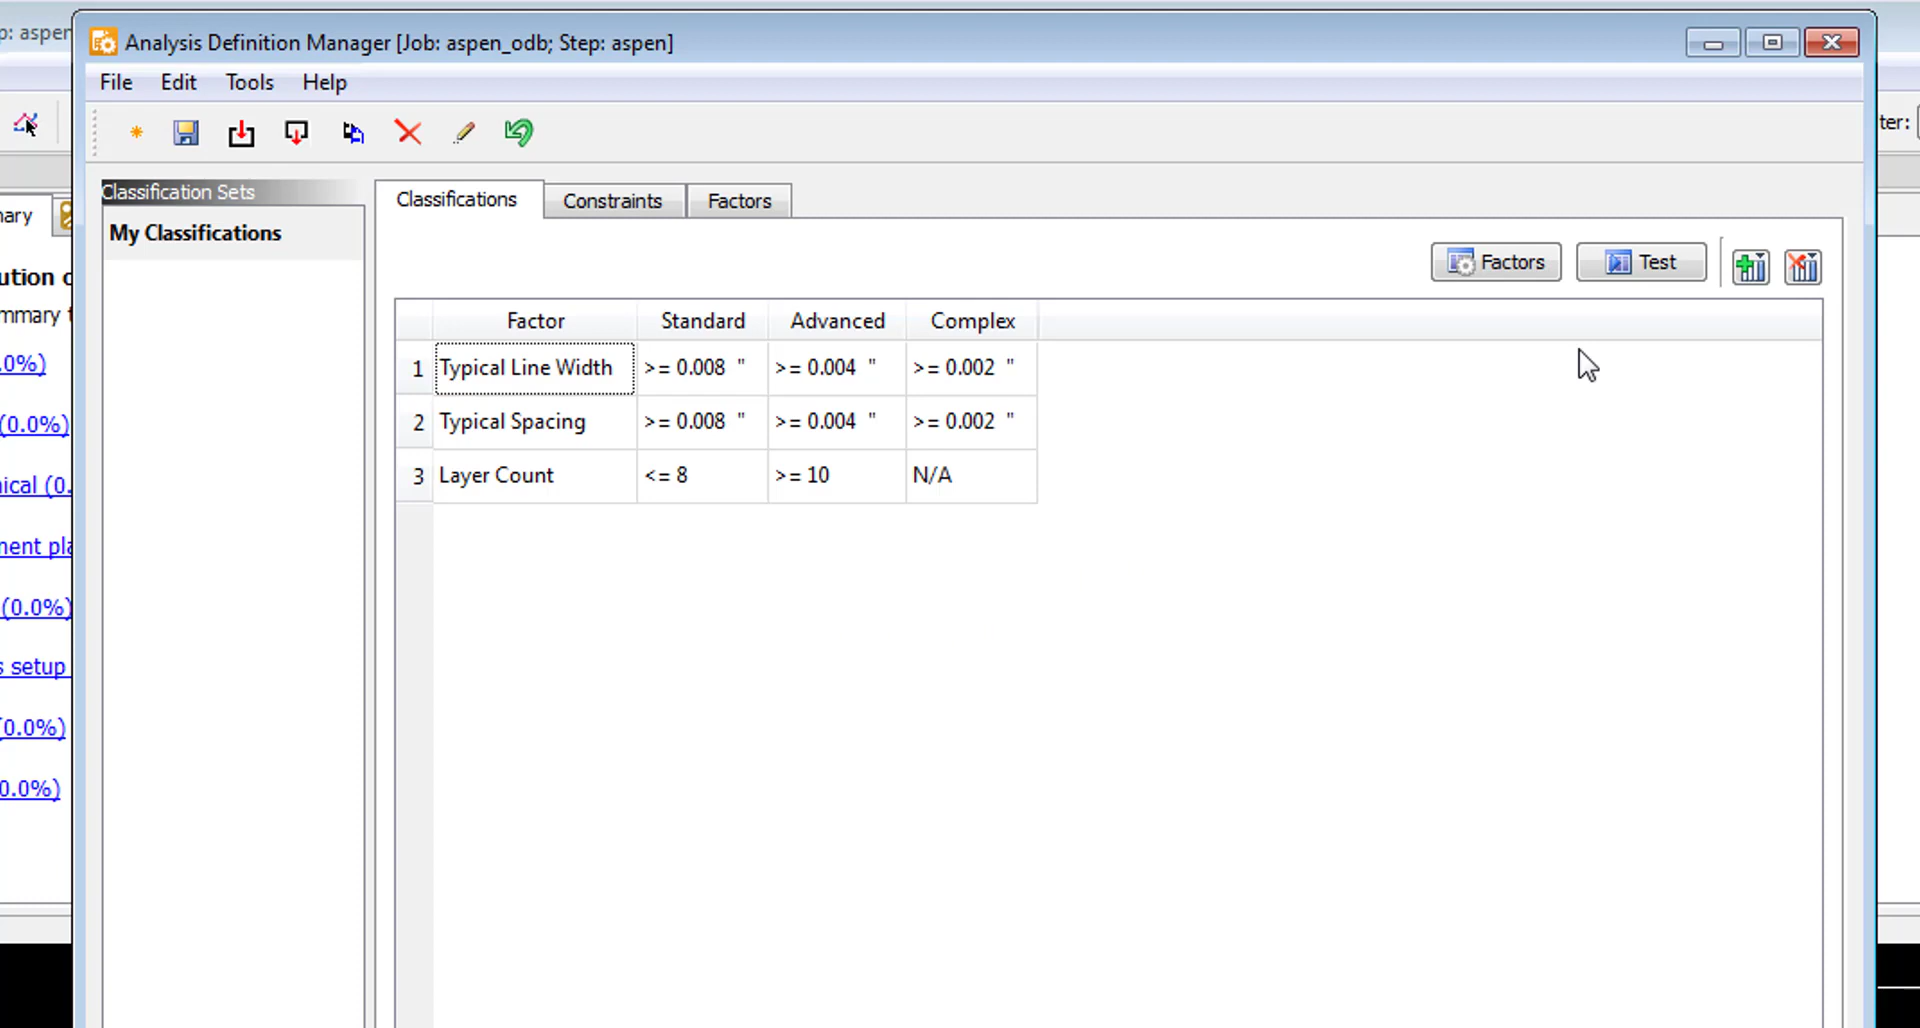 p: aspen
Analysis Definition Manager [Job: aspen_odb; Step: aspen]
File Edit Tools Help
ter:
Classification Sets
My Classifications
Classifications Constraints Factors
Factors Test
Factor Standard Advanced Complex
1 Typical Line Width >= 0.008 " >= 0.004 " >= 0.002 "
2 Typical Spacing >= 0.008 " >= 0.004 " >= 0.002 "
3 Layer Count <= 8 >= 10 N/A
nary
ution o
mmary t
.0%)
(0.0%)
nical (0.
nent pla
(0.0%)
s setup
(0.0%)
0.0%)